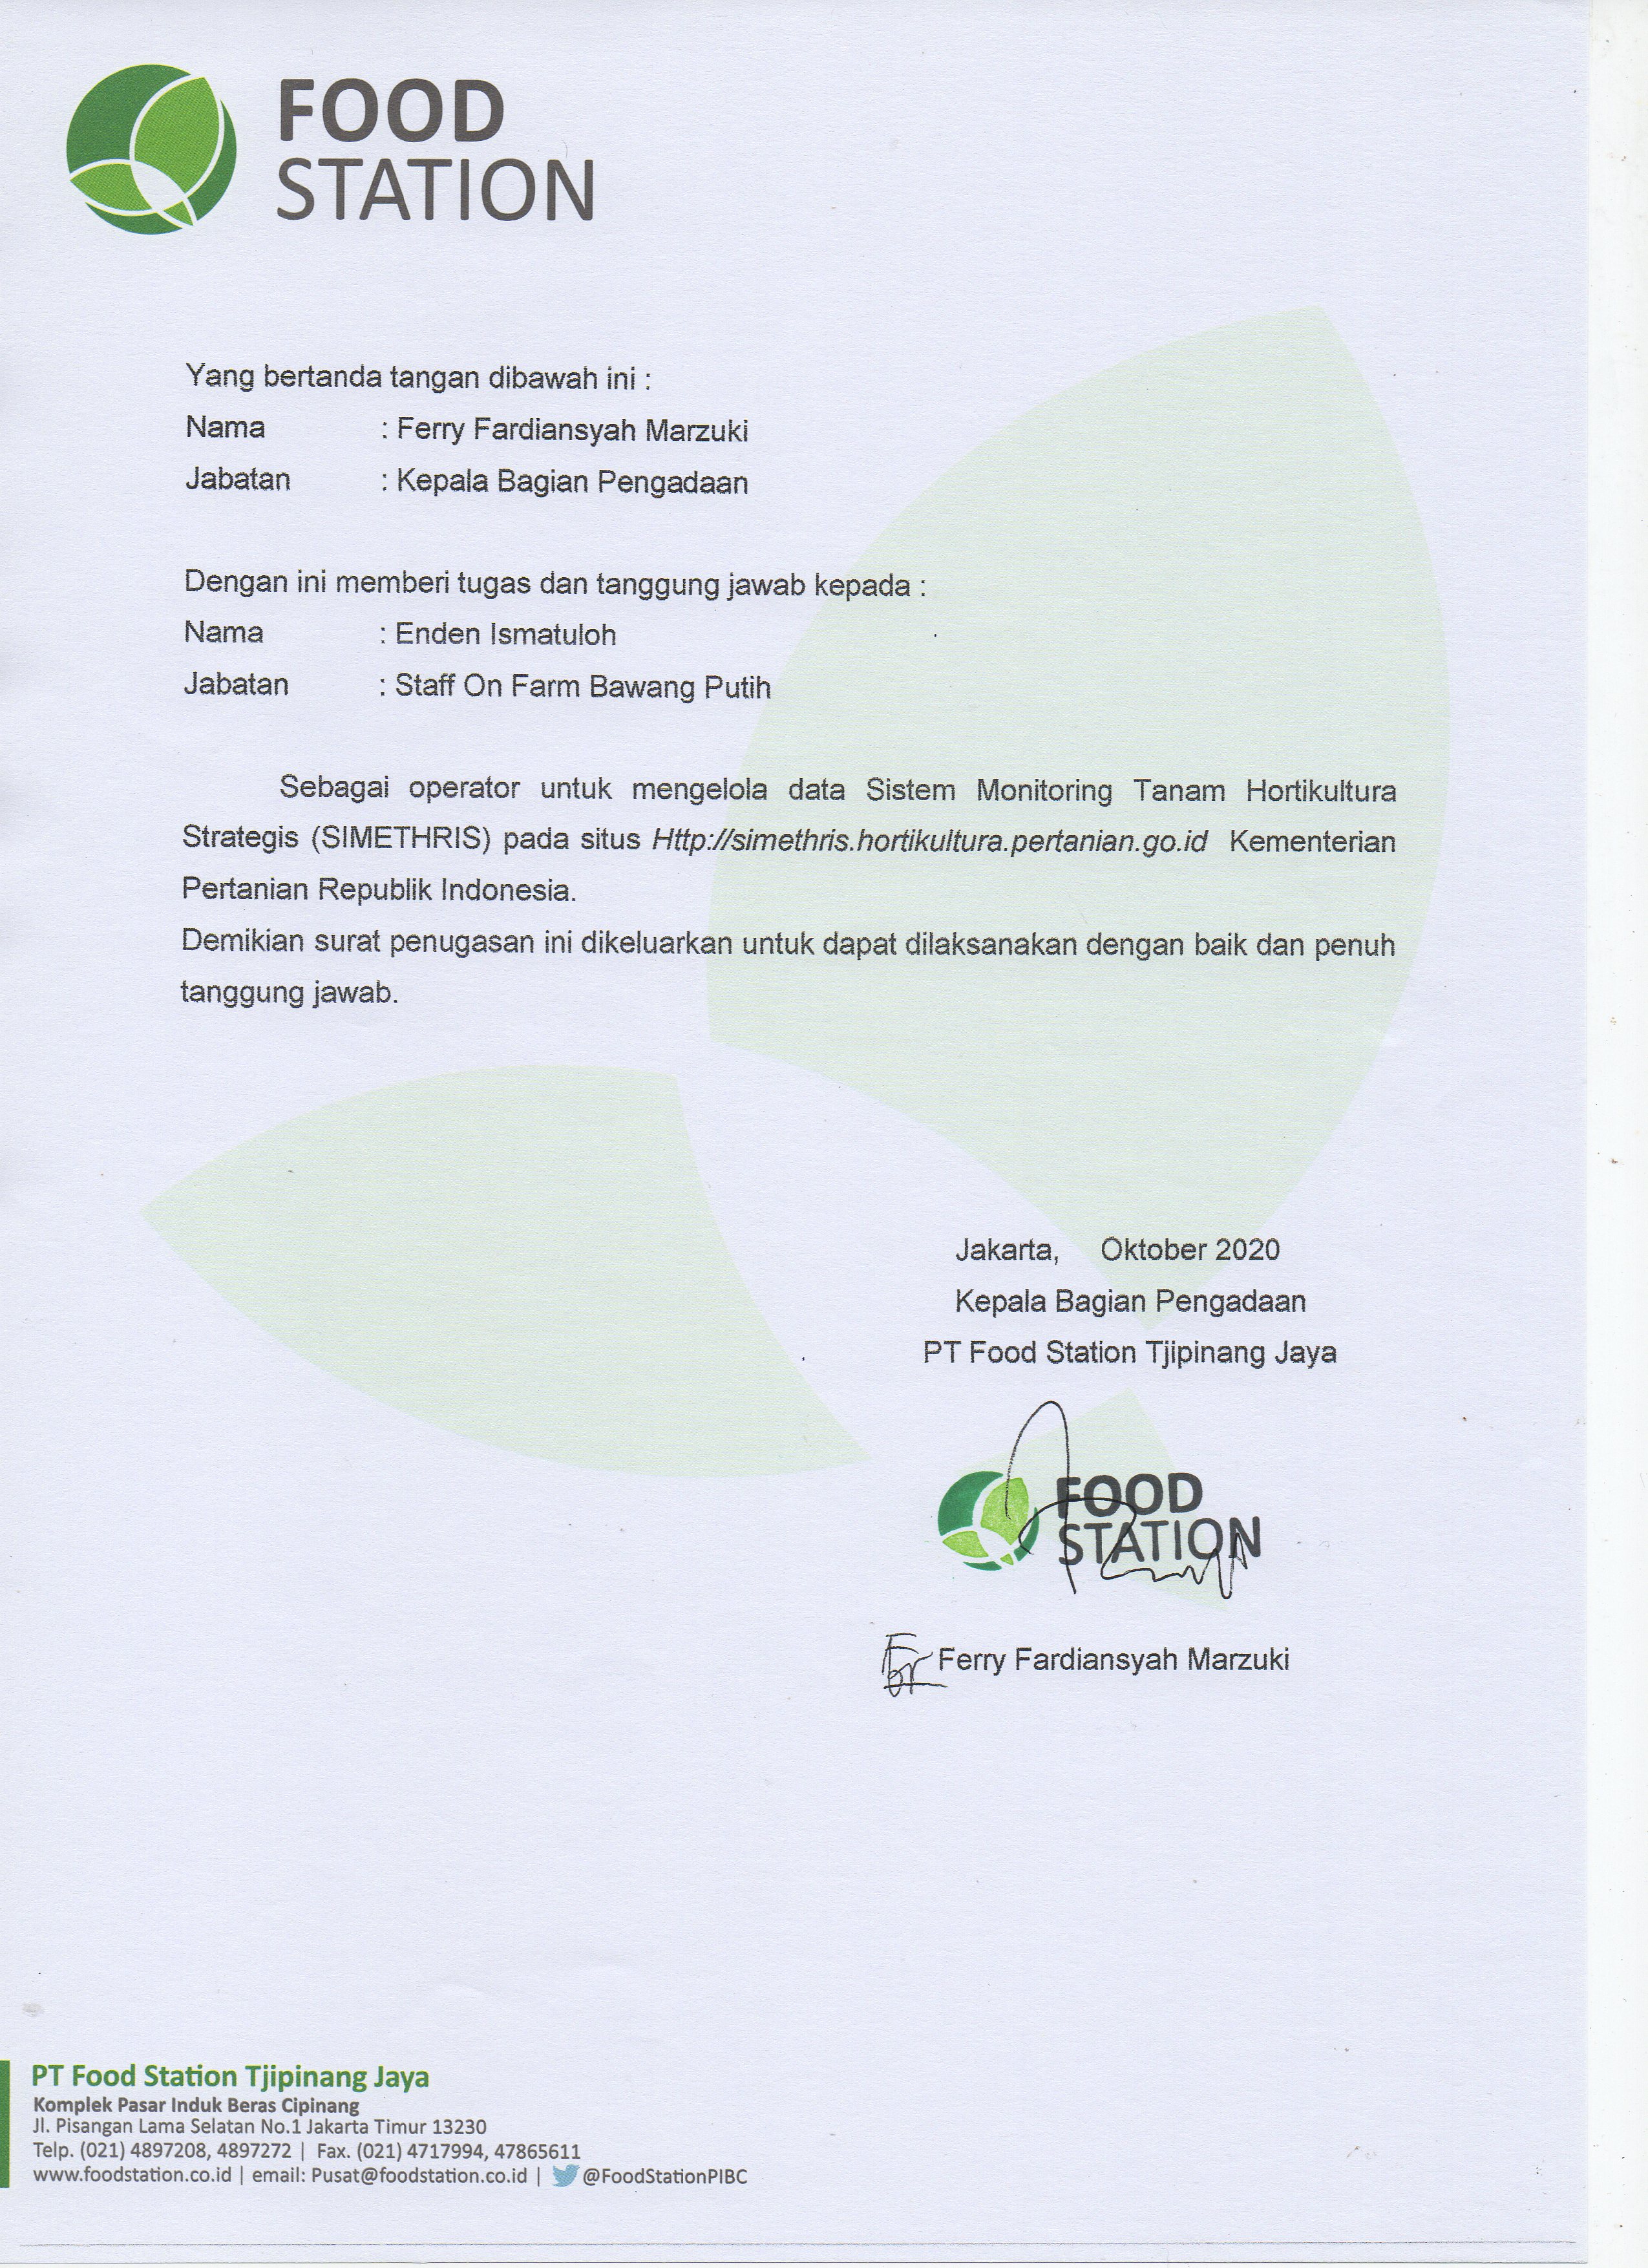 FOOD
STATION
Yang bertanda tangan dibawah ini :
Nama : Ferry Fardiansyah Marzuki
Jabatan : Kepala Bagian Pengadaan
Dengan ini memberi tugas dan tanggung jawab kepada :
Nama : Enden Ismatuloh
Jabatan : Staff On Farm Bawang Putih
Sebagai operator untuk mengelola data Sistem Monitoring Tanam Hortikultura
Strategis (SIMETHRIS) pada situs Http://simethris.hortikultura.pertanian.go.id Kementerian
Pertanian Republik Indonesia.
Demikian surat penugasan ini dikeluarkan untuk dapat dilaksanakan dengan baik dan penuh
tanggung jawab.
Jakarta, Oktober 2020
Kepala Bagian Pengadaan
PT Food Station Tjipinang Jaya
FOOD
STATION
Ferry Fardiansyah Marzuki
PT Food Station Tjipinang Jaya
Komplek Pasar Induk Beras Cipinang
Jl. Pisangan Lama Selatan No.1 Jakarta Timur 13230
Telp. (021) 4897208, 4897272 | Fax. (021) 4717994, 47865611
www.foodstation.co.id | email: Pusat@foodstation.co.id | @FoodStationPIBC